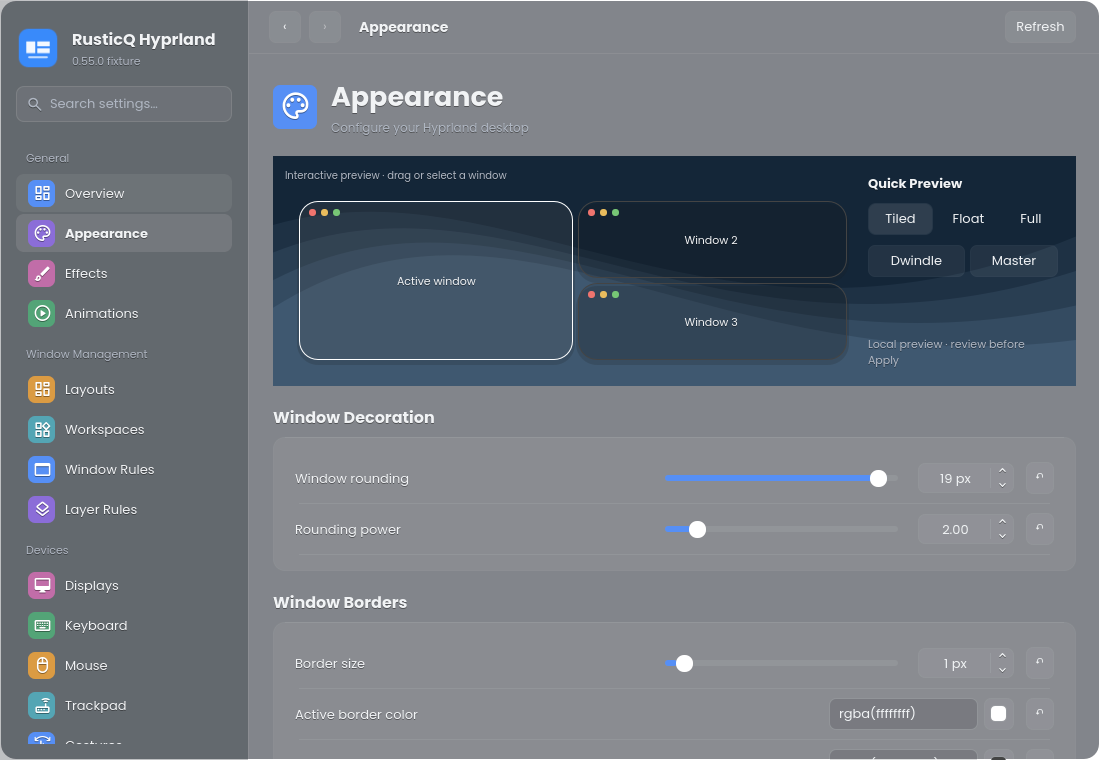 RusticQ Hyprland
0.55.0 fixture
Search settings...
General
Overview
Appearance
Effects
Animations
Window Management
Layouts
Workspaces
Window Rules
Layer Rules
Devices
Displays
Keyboard
Mouse
Trackpad
Appearance
Refresh
Appearance
Configure your Hyprland desktop
Interactive preview · drag or select a window
Active window
Window 2
Window 3
Quick Preview
Tiled Float Full
Dwindle Master
Local preview · review before
Apply
Window Decoration
Window rounding 19 px
Rounding power 2.00
Window Borders
Border size 1 px
Active border color rgba(ffffffff)